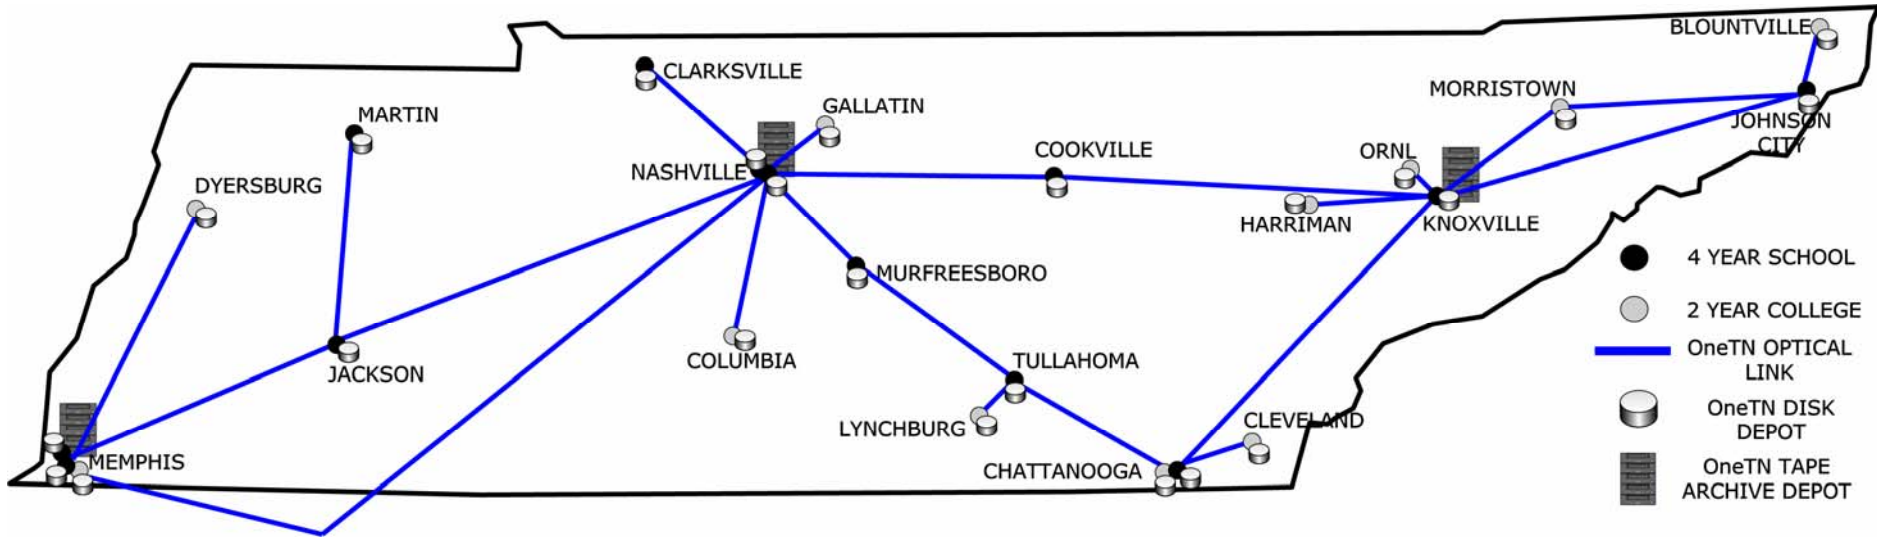 BLOUNTVILLE
CLARKSVILLE
MORRISTOWN
GALLATIN
MARTIN
JOHNSON
CITY
COOKVILLE
ORNL
NASHVILLE
DYERSBURG
HARRIMAN
KNOXVILLE
4 YEAR SCHOOL
MURFREESBORO
2 YEAR COLLEGE
OneTN OPTICAL
LINK
COLUMBIA
TULLAHOMA
JACKSON
OneTN DISK
DEPOT
CLEVELAND
LYNCHBURG
MEMPHIS
CHATTANOOGA
OneTN TAPE
ARCHIVE DEPOT